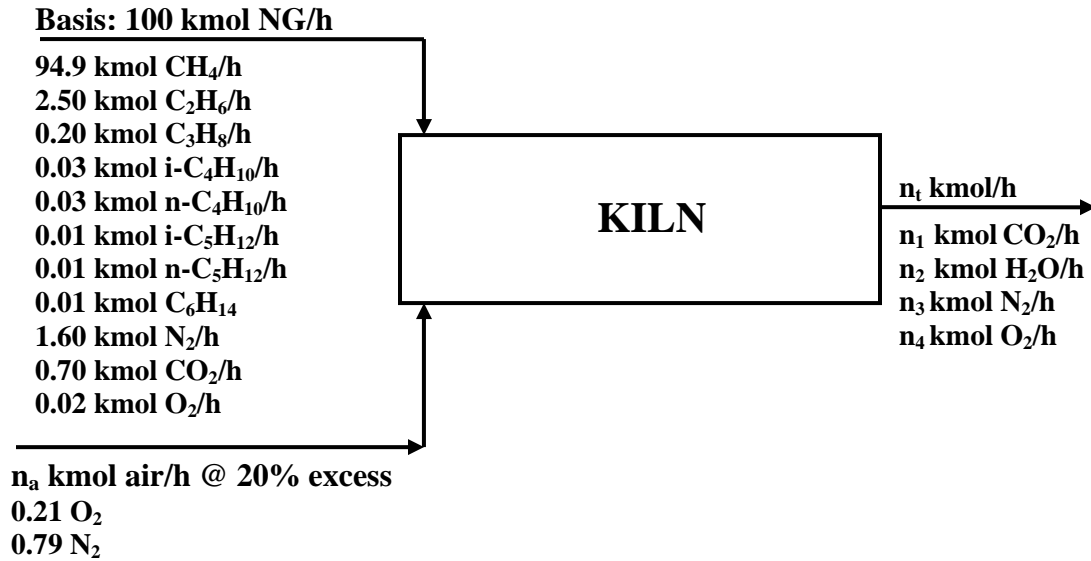 Basis: 100 kmol NG/h
94.9 kmol CH₄/h
2.50 kmol C₂H₆/h
0.20 kmol C₃H₈/h
0.03 kmol i-C₄H₁₀/h
0.03 kmol n-C₄H₁₀/h
0.01 kmol i-C₅H₁₂/h
0.01 kmol n-C₅H₁₂/h
0.01 kmol C₆H₁₄
1.60 kmol N₂/h
0.70 kmol CO₂/h
0.02 kmol O₂/h
nₐ kmol air/h @ 20% excess
0.21 O₂
0.79 N₂
KILN
nₜ kmol/h
n₁ kmol CO₂/h
n₂ kmol H₂O/h
n₃ kmol N₂/h
n₄ kmol O₂/h